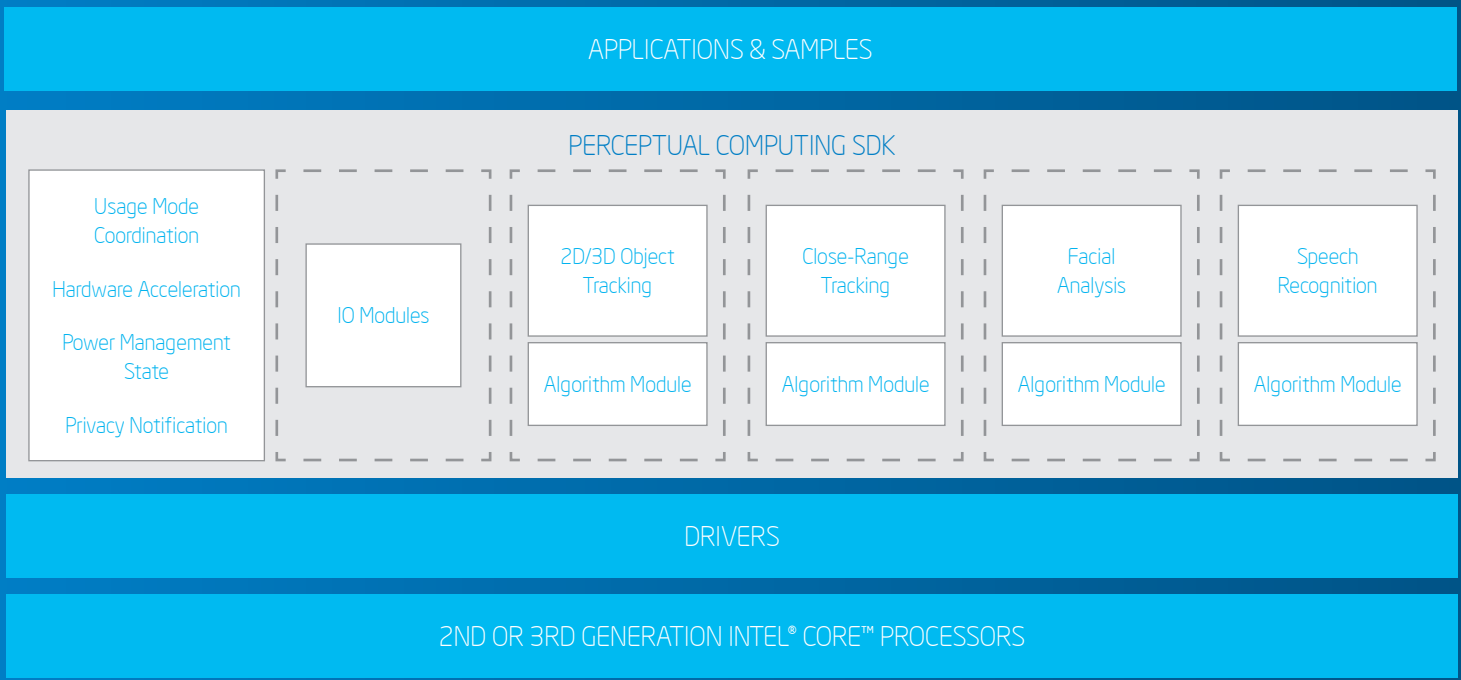 APPLICATIONS & SAMPLES
PERCEPTUAL COMPUTING SDK
Usage Mode
Coordination
Hardware Acceleration
Power Management
State
Privacy Notification
IO Modules
2D/3D Object
Tracking
Algorithm Module
Close-Range
Tracking
Algorithm Module
Facial
Analysis
Algorithm Module
Speech
Recognition
Algorithm Module
DRIVERS
2ND OR 3RD GENERATION INTEL® CORE™ PROCESSORS